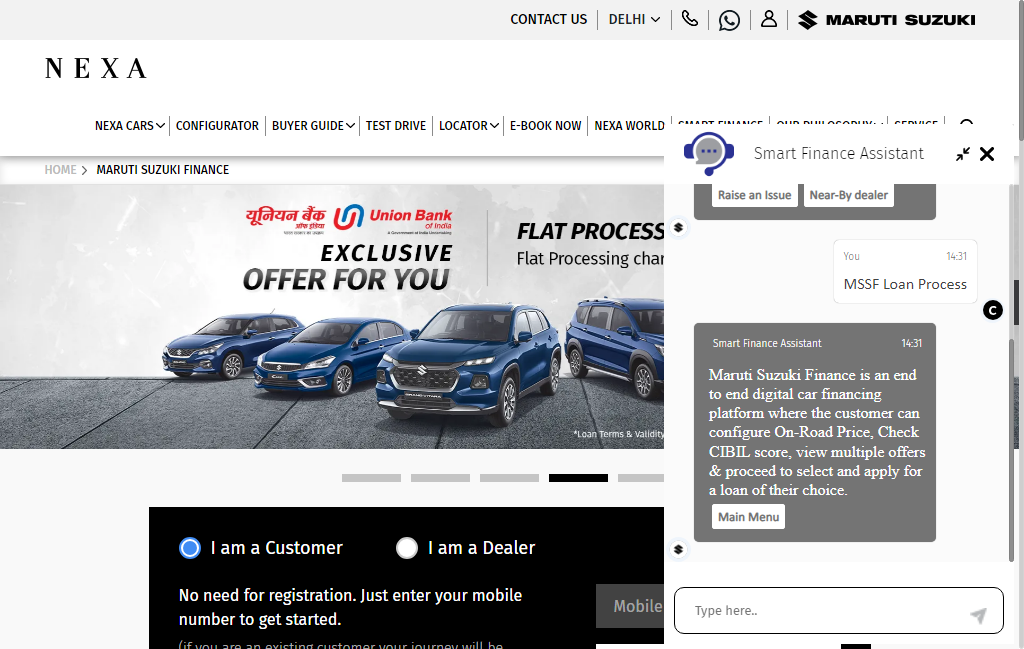 CONTACT US
DELHI
MARUTI SUZUKI
NEXA
NEXA CARS
CONFIGURATOR
BUYER GUIDE
TEST DRIVE
LOCATOR
E-BOOK NOW
NEXA WORLD
SMART FINANCE
OUR PHILOSOPHY
SERVICE
HOME
MARUTI SUZUKI FINANCE
यूनियन बैंक
ऑफ इंडिया
Union Bank
of India
A Government of India Undertaking
EXCLUSIVE
OFFER FOR YOU
FLAT PROCESS
Flat Processing char
GRAND VITARA
*Loan Terms & Validity
I am a Customer
I am a Dealer
No need for registration. Just enter your mobile
number to get started.
(if you are an existing customer your journey will be
Mobile
Smart Finance Assistant
Raise an Issue
Near-By dealer
You
14:31
MSSF Loan Process
C
Smart Finance Assistant
14:31
Maruti Suzuki Finance is an end
to end digital car financing
platform where the customer can
configure On-Road Price, Check
CIBIL score, view multiple offers
& proceed to select and apply for
a loan of their choice.
Main Menu
Type here..